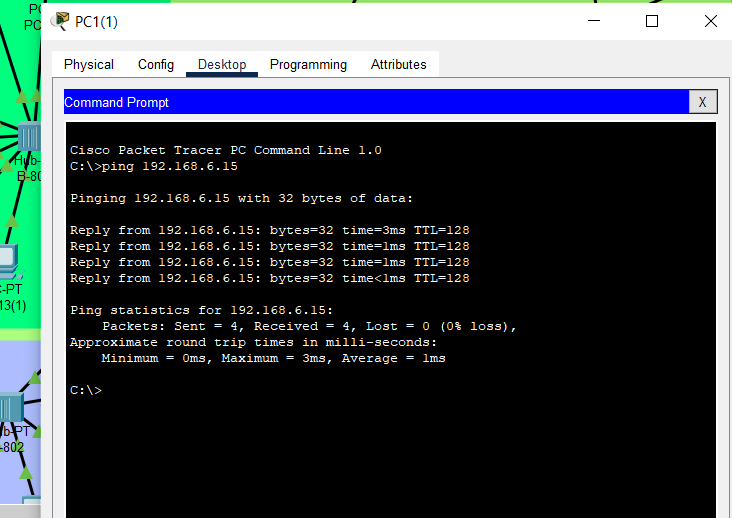 PC1(1)
Physical Config Desktop Programming Attributes
Command Prompt
X
Cisco Packet Tracer PC Command Line 1.0
C:\>ping 192.168.6.15
Pinging 192.168.6.15 with 32 bytes of data:
Reply from 192.168.6.15: bytes=32 time=3ms TTL=128
Reply from 192.168.6.15: bytes=32 time=1ms TTL=128
Reply from 192.168.6.15: bytes=32 time=1ms TTL=128
Reply from 192.168.6.15: bytes=32 time<1ms TTL=128
Ping statistics for 192.168.6.15:
Packets: Sent = 4, Received = 4, Lost = 0 (0% loss),
Approximate round trip times in milli-seconds:
Minimum = 0ms, Maximum = 3ms, Average = 1ms
C:\>
PC
Hub-
B-80
-PT
13(1)
b-PT
-802